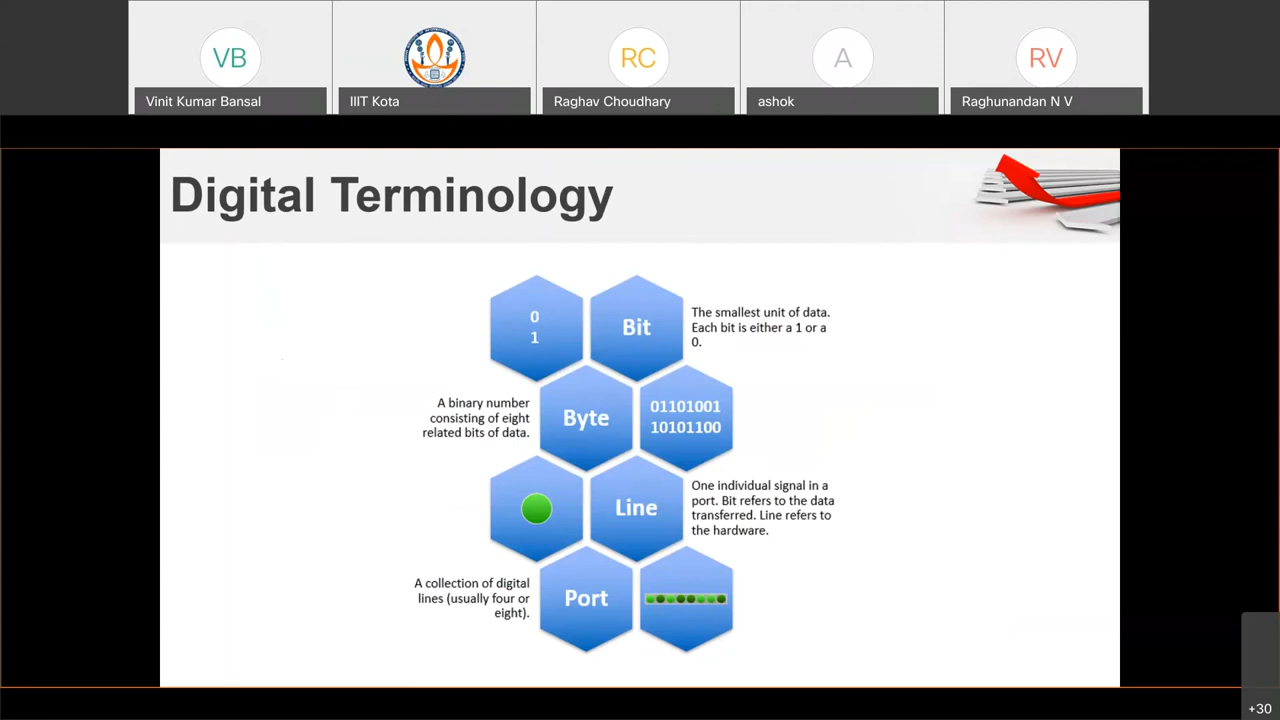 VB
RC
A
RV
Vinit Kumar Bansal
IIIT Kota
Raghav Choudhary
ashok
Raghunandan N V
Digital Terminology
0
1
Bit
The smallest unit of data.
Each bit is either a 1 or a
0.
A binary number
consisting of eight
related bits of data.
Byte
01101001
10101100
Line
One individual signal in a
port. Bit refers to the data
transferred. Line refers to
the hardware.
A collection of digital
lines (usually four or
eight).
Port
+30